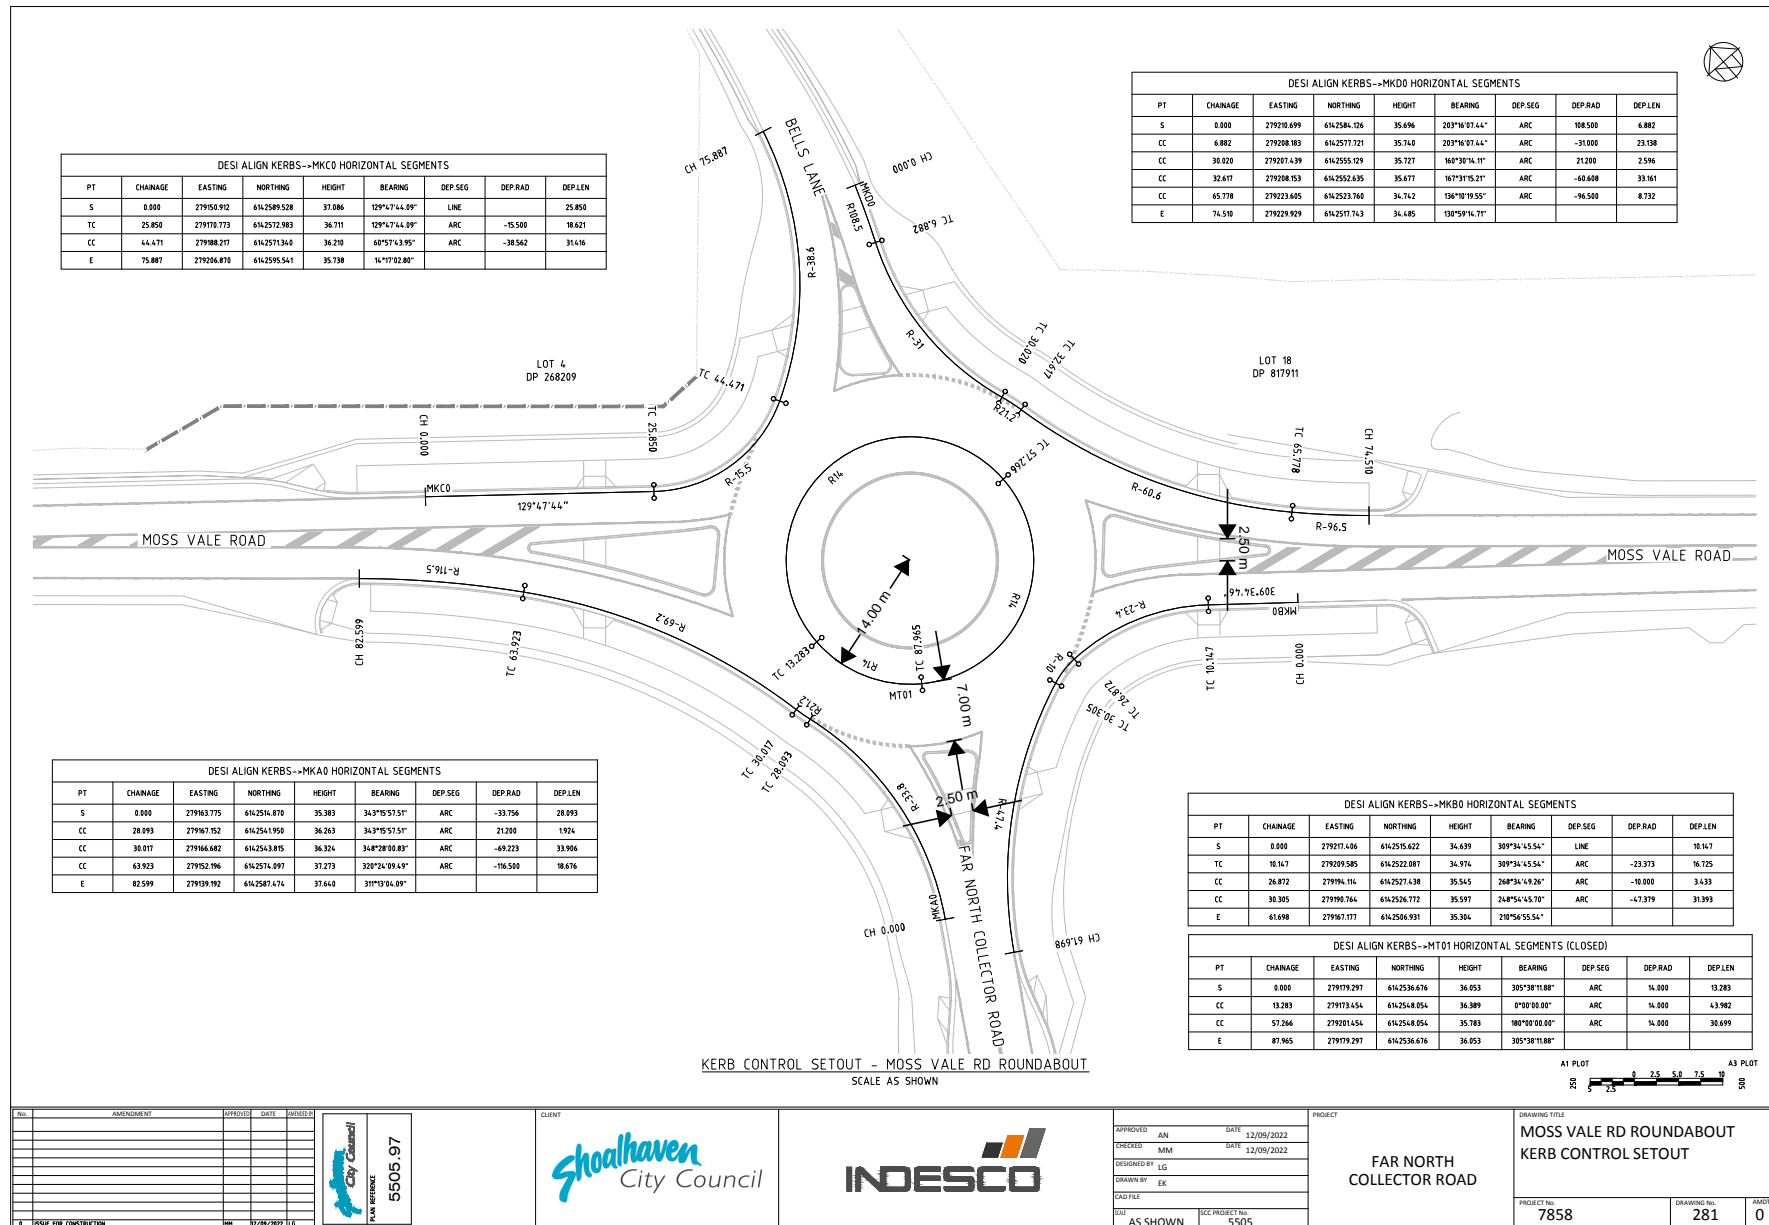 DESI ALIGN KERBS->MKC0 HORIZONTAL SEGMENTS
PT CHAINAGE EASTING NORTHING HEIGHT BEARING DEP.SEG DEP.RAD DEP.LEN
S 0.000 279150.912 6142589.528 37.086 129°47'44.09" LINE 25.850
TC 25.850 279170.773 6142572.983 36.711 129°47'44.09" ARC -15.500 18.621
CC 44.471 279188.217 6142571.340 36.210 60°57'43.95" ARC -38.562 31.416
E 75.887 279206.870 6142595.541 35.738 14°17'02.80"
DESI ALIGN KERBS->MKD0 HORIZONTAL SEGMENTS
PT CHAINAGE EASTING NORTHING HEIGHT BEARING DEP.SEG DEP.RAD DEP.LEN
S 0.000 279210.699 6142584.126 35.696 203°16'07.44" ARC 108.500 6.882
CC 6.882 279208.183 6142577.721 35.740 203°16'07.44" ARC -31.000 23.138
CC 30.020 279207.439 6142555.129 35.727 160°30'14.11" ARC 21.200 2.596
CC 32.617 279208.153 6142552.635 35.677 167°31'15.21" ARC -60.608 33.161
CC 65.778 279223.605 6142523.760 34.742 136°10'19.55" ARC -96.500 8.732
E 74.510 279229.929 6142517.743 34.485 130°59'14.71"
CH 75.887
BELLS LANE
CH 0.000
MKD0
R108.5
TC 6.882
R-38.6
R-31
TC 30.020
TC 32.617
LOT 4
DP 268209
LOT 18
DP 817911
TC 44.471
R21.2
CH 0.000
TC 25.850
TC 65.778
CH 74.510
TC 57.266
R-15.5
R14
MKC0
129°47'44"
R-60.6
R-96.5
MOSS VALE ROAD
2.50 m
MOSS VALE ROAD
R-116.5
14.00 m
R14
309°34'46"
MKB0
R-23.4
R-69.2
CH 82.599
TC 63.923
TC 13.283
R14
TC 87.965
MT01
R-10
TC 10.147
CH 0.000
7.00 m
TC 26.872
TC 30.305
R21.2
TC 30.017
TC 28.093
R-33.8
2.50 m
R-47.4
FAR NORTH COLLECTOR ROAD
MKA0
CH 0.000
CH 61.698
DESI ALIGN KERBS->MKA0 HORIZONTAL SEGMENTS
PT CHAINAGE EASTING NORTHING HEIGHT BEARING DEP.SEG DEP.RAD DEP.LEN
S 0.000 279163.775 6142514.870 35.383 343°15'57.51" ARC -33.756 28.093
CC 28.093 279167.152 6142541.950 36.263 343°15'57.51" ARC 21.200 1.924
CC 30.017 279166.682 6142543.815 36.324 348°28'00.83" ARC -69.223 33.906
CC 63.923 279152.196 6142574.097 37.273 320°24'09.49" ARC -116.500 18.676
E 82.599 279139.192 6142587.474 37.640 311°13'04.09"
DESI ALIGN KERBS->MKB0 HORIZONTAL SEGMENTS
PT CHAINAGE EASTING NORTHING HEIGHT BEARING DEP.SEG DEP.RAD DEP.LEN
S 0.000 279217.406 6142515.622 34.639 309°34'45.54" LINE 10.147
TC 10.147 279209.585 6142522.087 34.974 309°34'45.54" ARC -23.373 16.725
CC 26.872 279194.114 6142527.438 35.545 268°34'49.26" ARC -10.000 3.433
CC 30.305 279190.764 6142526.772 35.597 248°54'45.70" ARC -47.379 31.393
E 61.698 279167.177 6142506.931 35.304 210°56'55.54"
DESI ALIGN KERBS->MT01 HORIZONTAL SEGMENTS (CLOSED)
PT CHAINAGE EASTING NORTHING HEIGHT BEARING DEP.SEG DEP.RAD DEP.LEN
S 0.000 279179.297 6142536.676 36.053 305°38'11.88" ARC 14.000 13.283
CC 13.283 279173.454 6142548.054 36.389 0°00'00.00" ARC 14.000 43.982
CC 57.266 279201.454 6142548.054 35.783 180°00'00.00" ARC 14.000 30.699
E 87.965 279179.297 6142536.676 36.053 305°38'11.88"
KERB CONTROL SETOUT - MOSS VALE RD ROUNDABOUT
SCALE AS SHOWN
A1 PLOT A3 PLOT
250 5 2.5 0 2.5 5.0 7.5 10 500
No. AMENDMENT APPROVED DATE AMENDED BY
0 ISSUE FOR CONSTRUCTION MM 12/09/2022 LG
City Council
PLAN REFERENCE
5505.97
CLIENT
Shoalhaven
City Council
INDESCO
APPROVED AN DATE 12/09/2022
CHECKED MM DATE 12/09/2022
DESIGNED BY LG
DRAWN BY EK
CAD FILE
SCALE AS SHOWN
SCC PROJECT No. 5505
PROJECT
FAR NORTH
COLLECTOR ROAD
DRAWING TITLE
MOSS VALE RD ROUNDABOUT
KERB CONTROL SETOUT
PROJECT No. 7858
DRAWING No. 281
AMDT 0